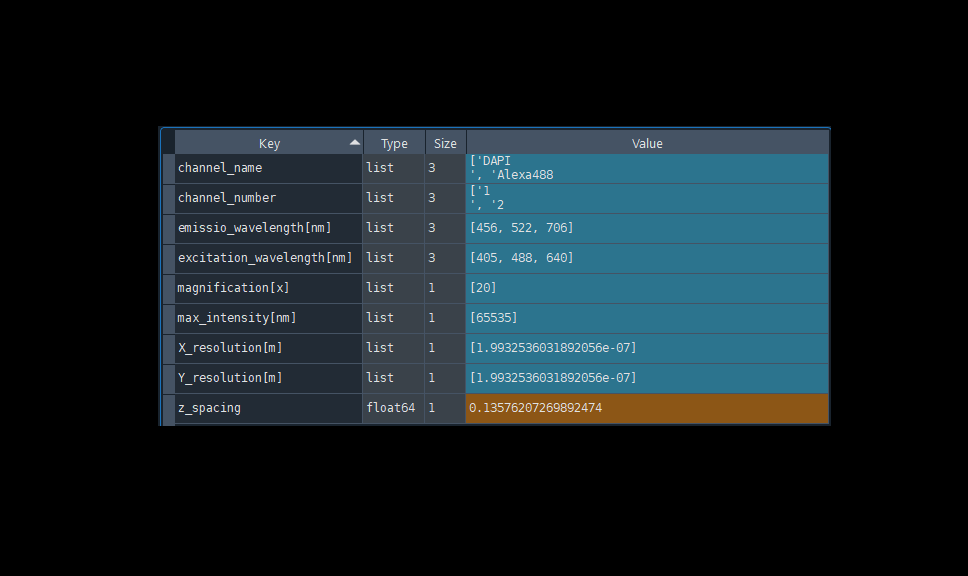 Key Type Size Value
channel_name list 3 ['DAPI
', 'Alexa488
channel_number list 3 ['1
', '2
emissio_wavelength[nm] list 3 [456, 522, 706]
excitation_wavelength[nm] list 3 [405, 488, 640]
magnification[x] list 1 [20]
max_intensity[nm] list 1 [65535]
X_resolution[m] list 1 [1.9932536031892056e-07]
Y_resolution[m] list 1 [1.9932536031892056e-07]
z_spacing float64 1 0.13576207269892474